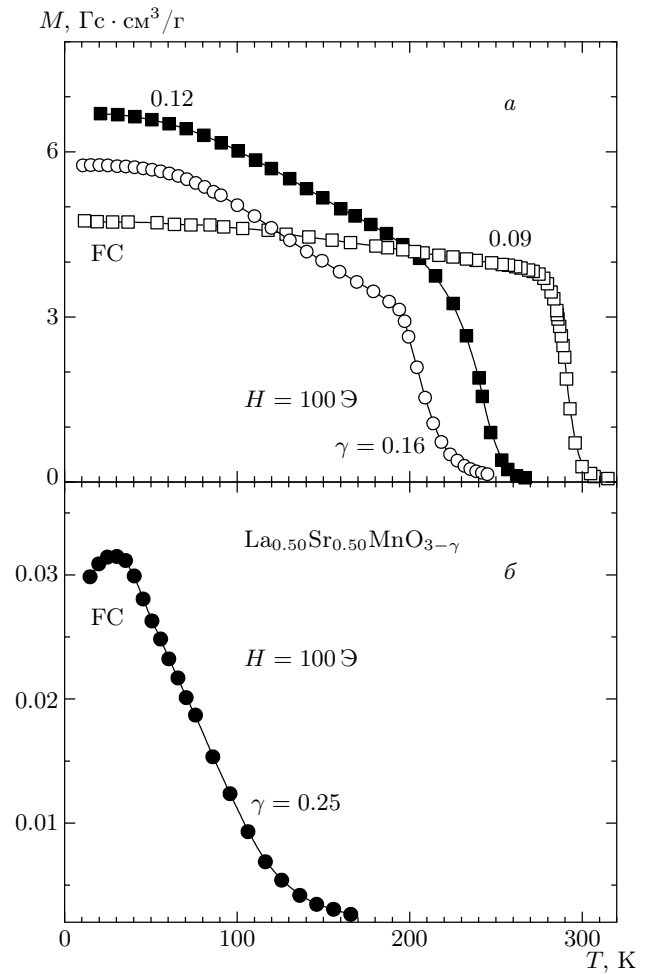 M, Гс · см³/г
0.12
а
6
0.09
FC
3
H = 100 Э
γ = 0.16
0
La₀.₅₀Sr₀.₅₀MnO₃₋γ
б
0.03
FC
H = 100 Э
0.02
γ = 0.25
0.01
0 100 200 300
T, K